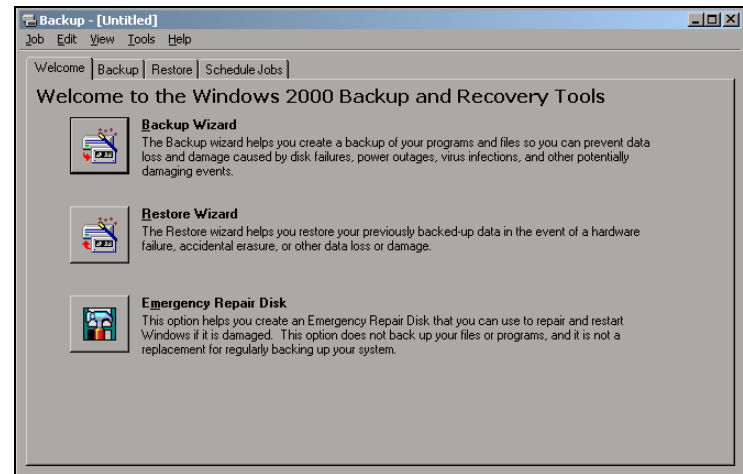 Backup - [Untitled]
Job Edit View Tools Help
Welcome Backup Restore Schedule Jobs
Welcome to the Windows 2000 Backup and Recovery Tools
Backup Wizard
The Backup wizard helps you create a backup of your programs and files so you can prevent data
loss and damage caused by disk failures, power outages, virus infections, and other potentially
damaging events.
Restore Wizard
The Restore wizard helps you restore your previously backed-up data in the event of a hardware
failure, accidental erasure, or other data loss or damage.
Emergency Repair Disk
This option helps you create an Emergency Repair Disk that you can use to repair and restart
Windows if it is damaged. This option does not back up your files or programs, and it is not a
replacement for regularly backing up your system.